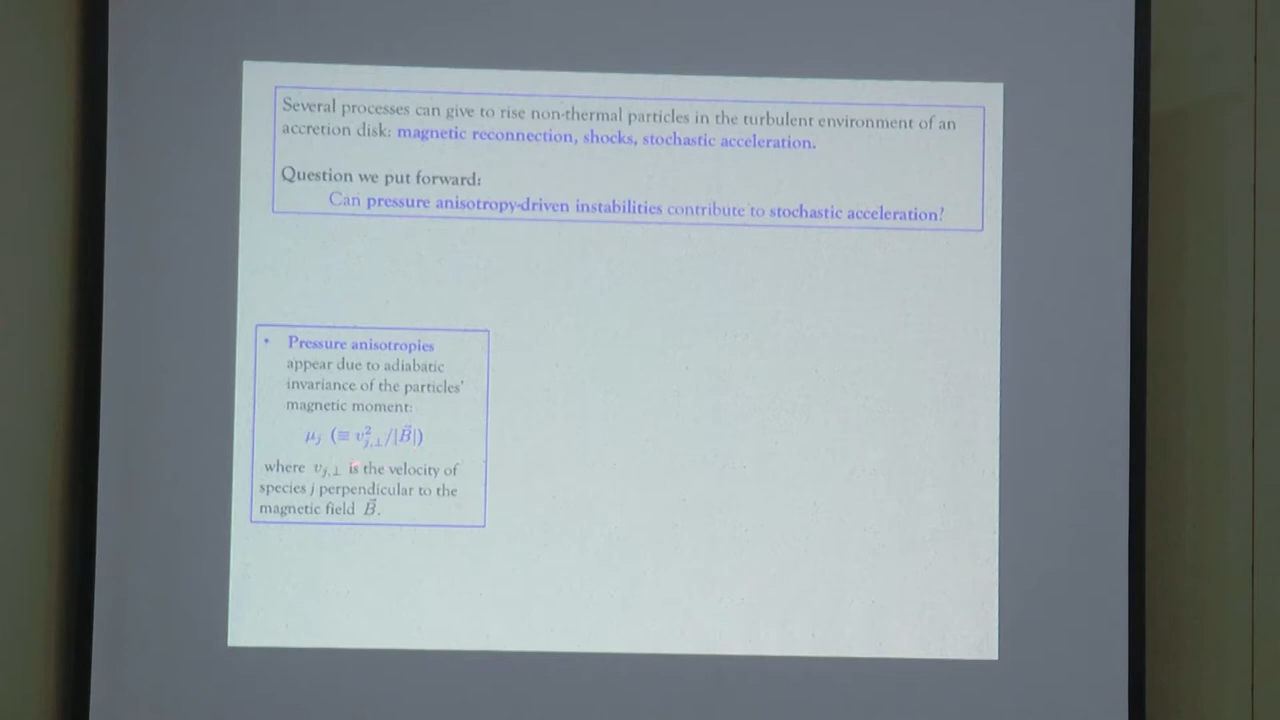 Several processes can give to rise non-thermal particles in the turbulent environment of an
accretion disk: magnetic reconnection, shocks, stochastic acceleration.
Question we put forward:
Can pressure anisotropy-driven instabilities contribute to stochastic acceleration?
• Pressure anisotropies
appear due to adiabatic
invariance of the particles'
magnetic moment:
μ_j (≡ v²_{j,⊥}/|B⃗|)
where v_{j,⊥} is the velocity of
species j perpendicular to the
magnetic field B⃗.